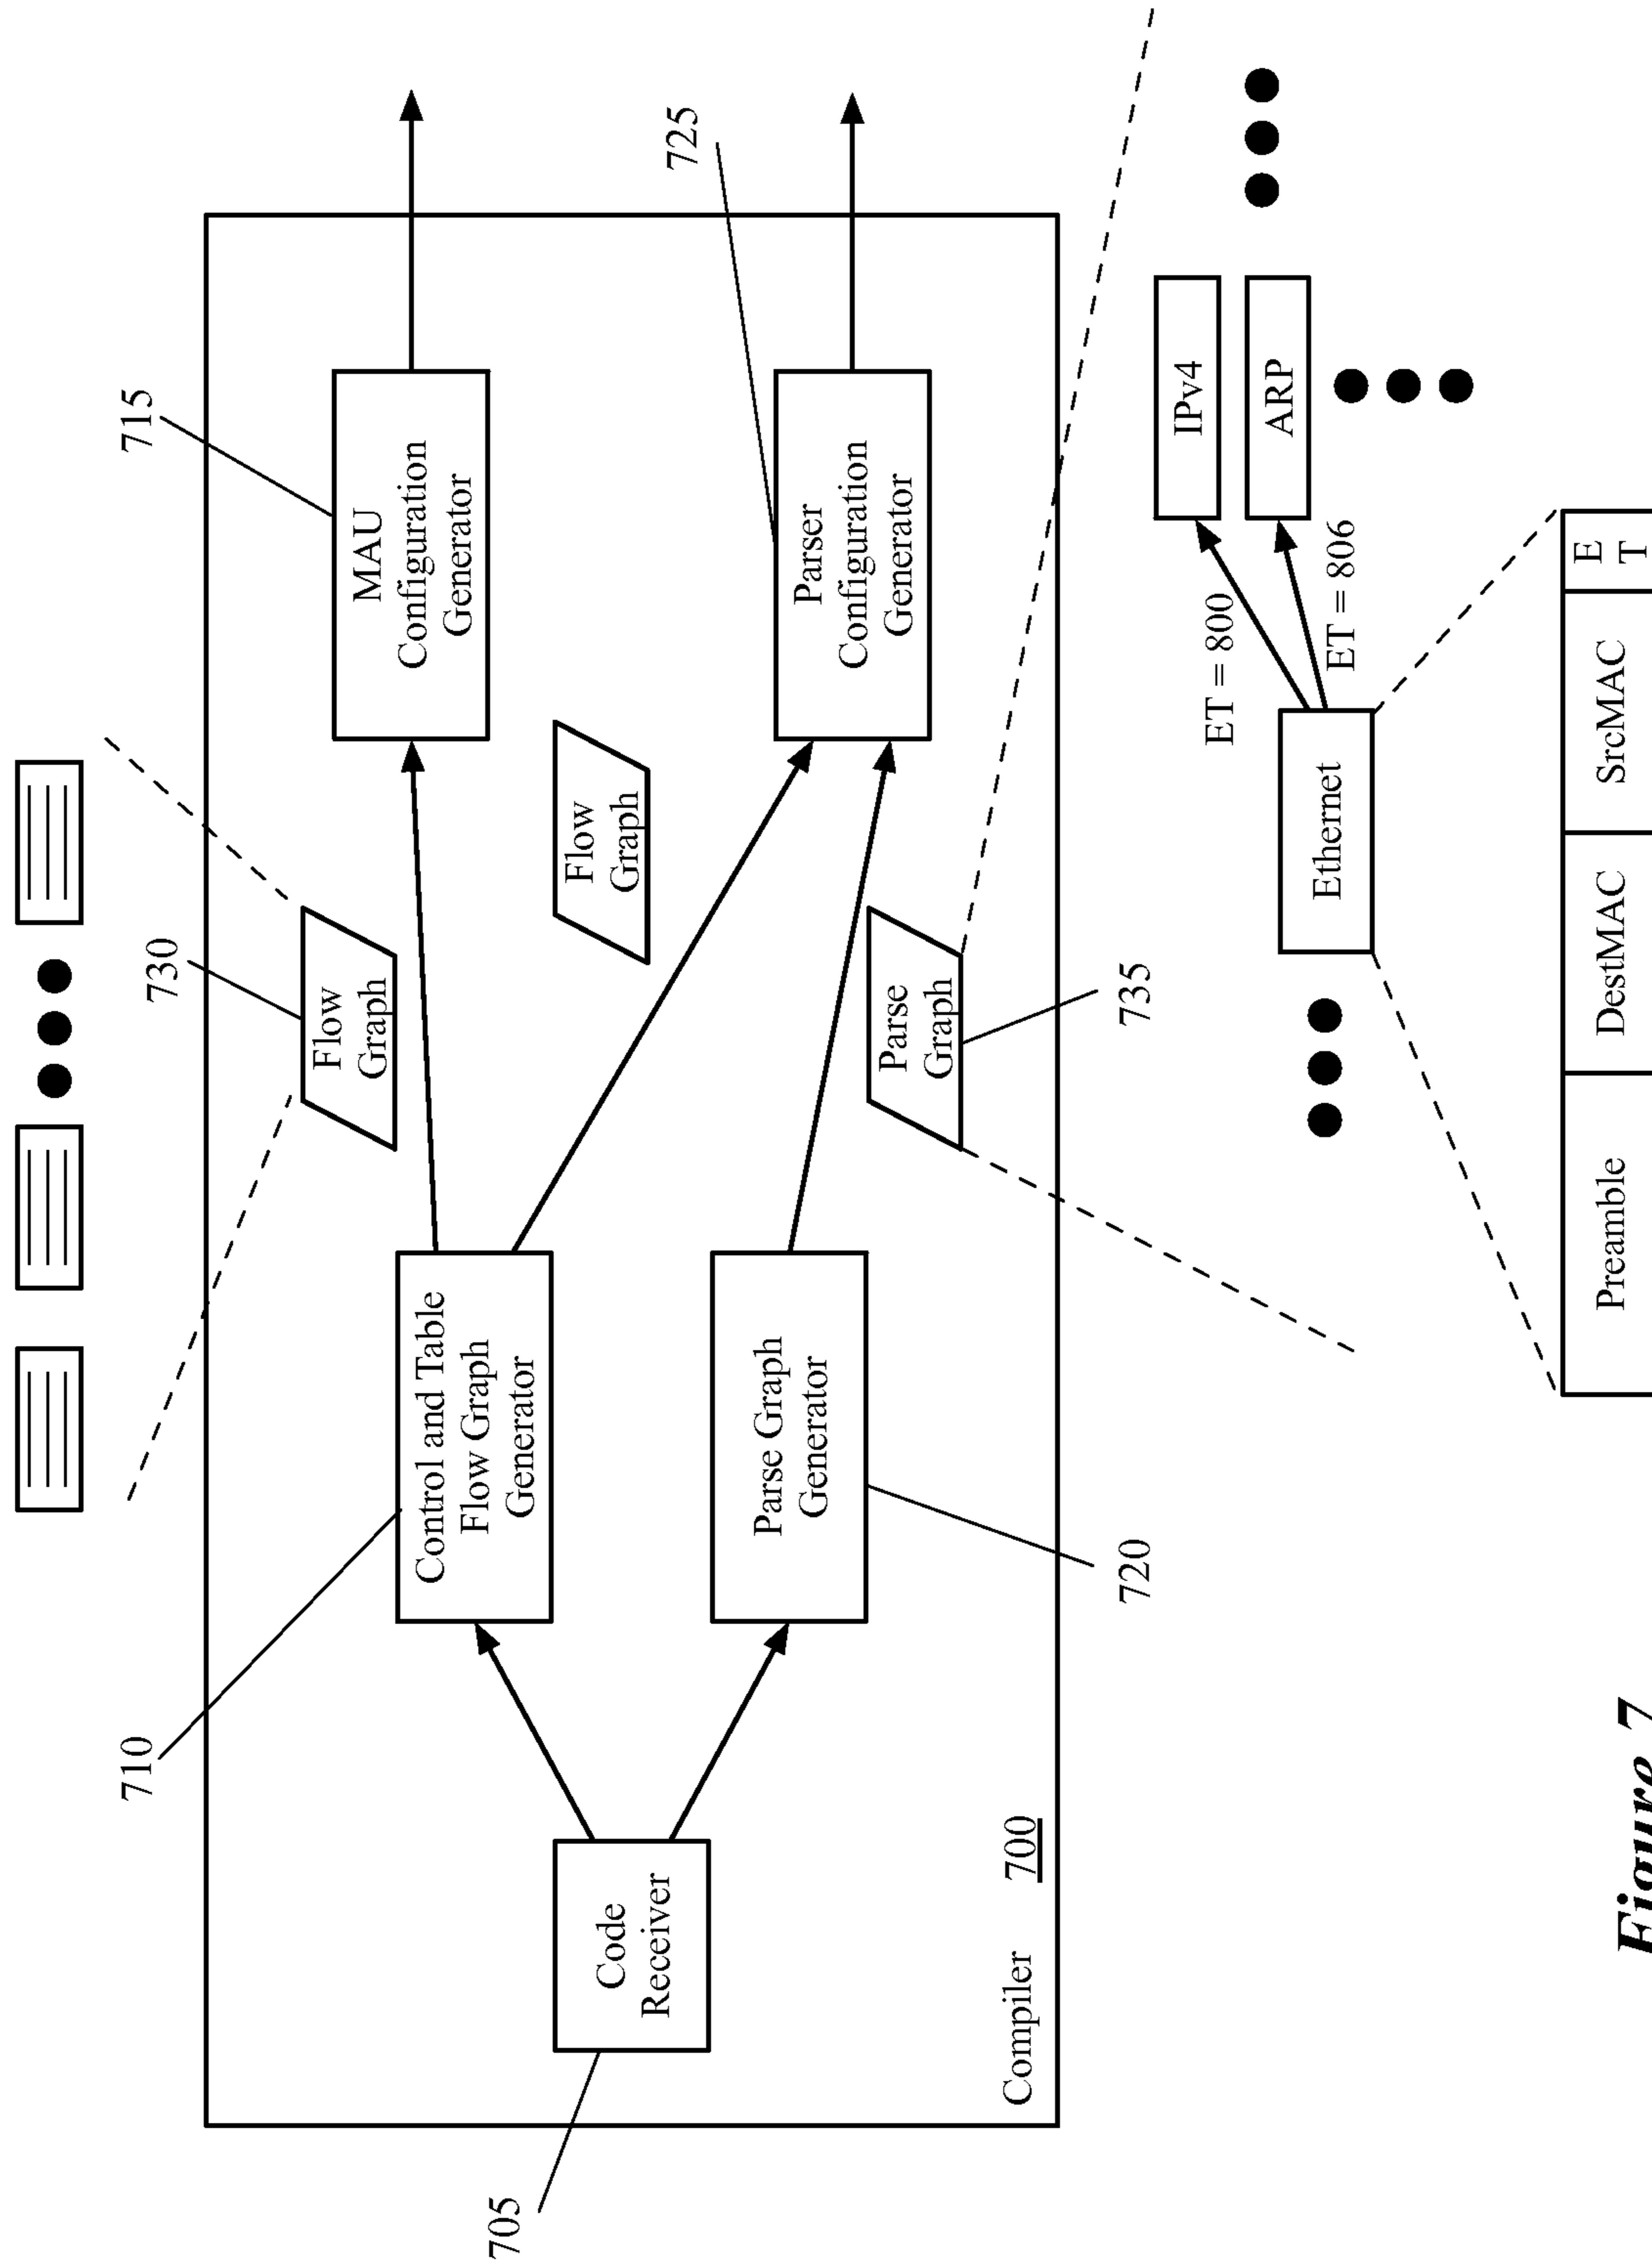 730
710
715
Flow
Graph
Control and Table
Flow Graph
Generator
MAU
Configuration
Generator
705
Code
Receiver
Flow
Graph
725
Parse Graph
Generator
Parse
Graph
Parser
Configuration
Generator
Compiler 700
720
735
ET = 800
IPv4
Ethernet
ET = 806
ARP
Preamble
DestMAC
SrcMAC
E
T
Figure 7